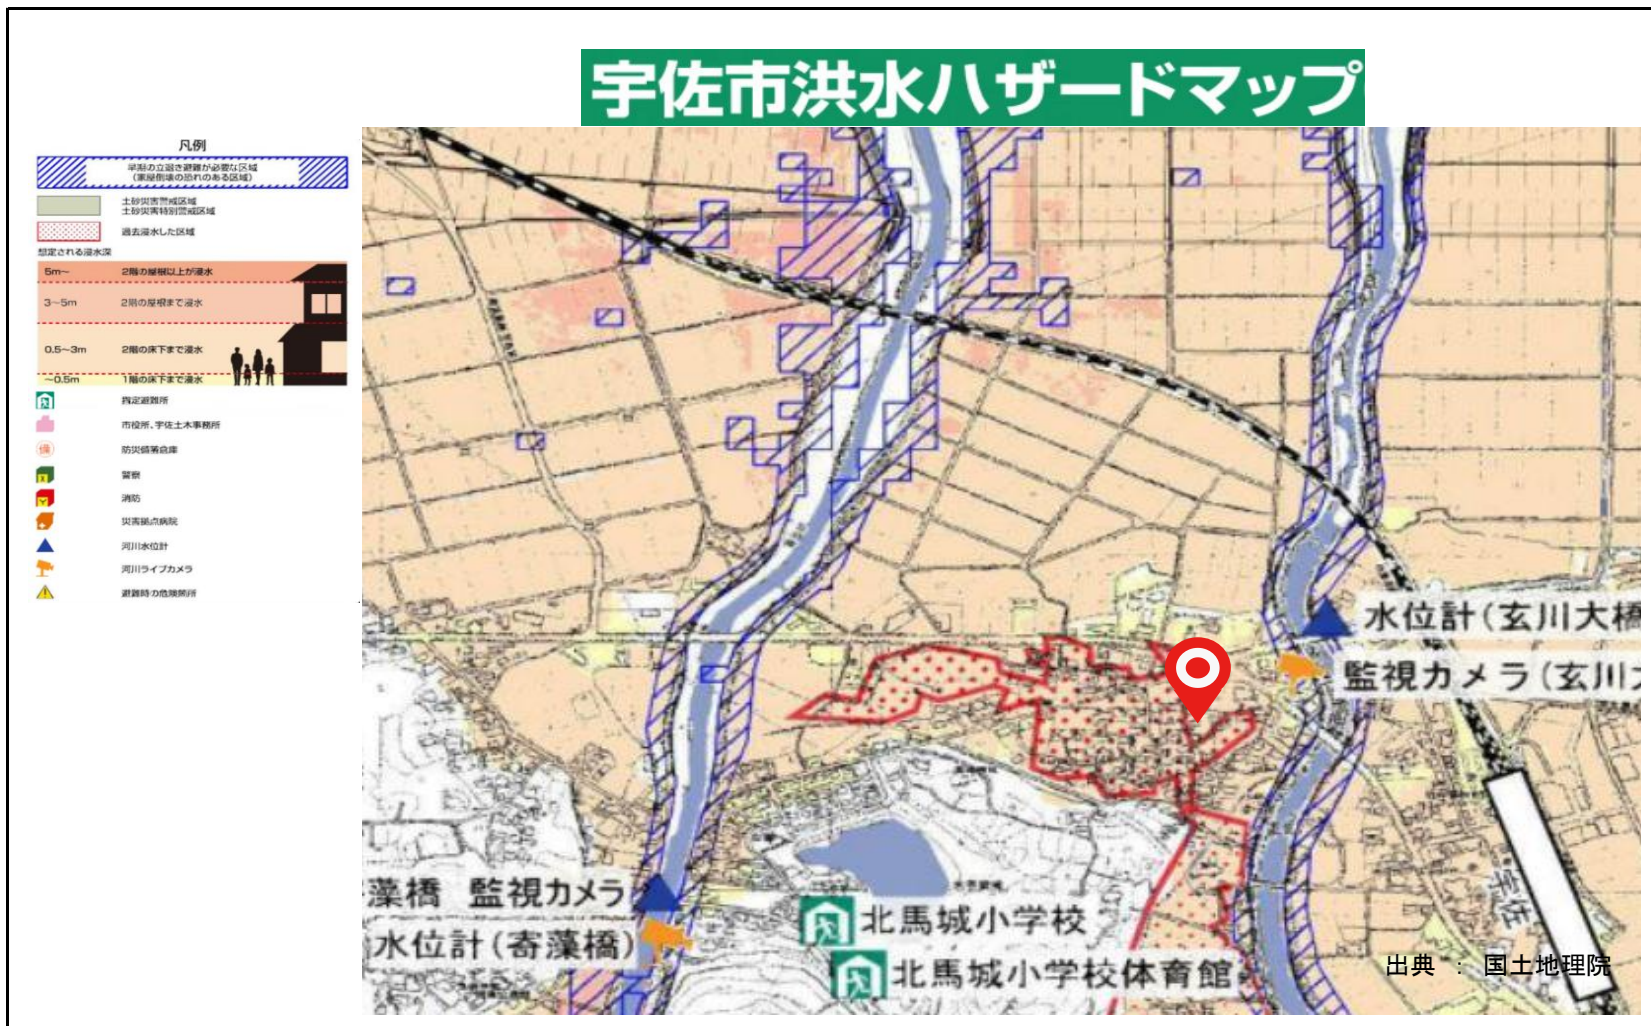 宇佐市洪水ハザードマップ
凡例
早期の立退き避難が必要な区域
(家屋倒壊の恐れのある区域)
土砂災害警戒区域
土砂災害特別警戒区域
過去浸水した区域
想定される浸水深
5m～ 2階の屋根以上が浸水
3～5m 2階の屋根まで浸水
0.5～3m 2階の床下まで浸水
～0.5m 1階の床下まで浸水
指定避難所
市役所、宇佐土木事務所
備 防災備蓄倉庫
警察
消防
災害拠点病院
河川水位計
河川ライブカメラ
避難時の危険箇所
水位計(玄川大橋
監視カメラ(玄川大
藻橋 監視カメラ
水位計(寄藻橋)
北馬城小学校
北馬城小学校体育館
宇佐
出典 : 国土地理院